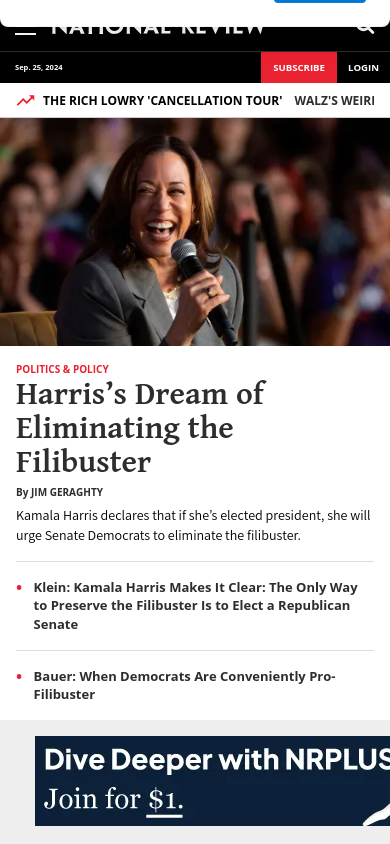 NATIONAL REVIEW
Sep. 25, 2024
SUBSCRIBE
LOGIN
THE RICH LOWRY 'CANCELLATION TOUR' WALZ'S WEIRI
POLITICS & POLICY
Harris’s Dream of
Eliminating the
Filibuster
By JIM GERAGHTY
Kamala Harris declares that if she’s elected president, she will
urge Senate Democrats to eliminate the filibuster.
Klein: Kamala Harris Makes It Clear: The Only Way
to Preserve the Filibuster Is to Elect a Republican
Senate
Bauer: When Democrats Are Conveniently Pro-
Filibuster
Dive Deeper with NRPLUS
Join for $1.